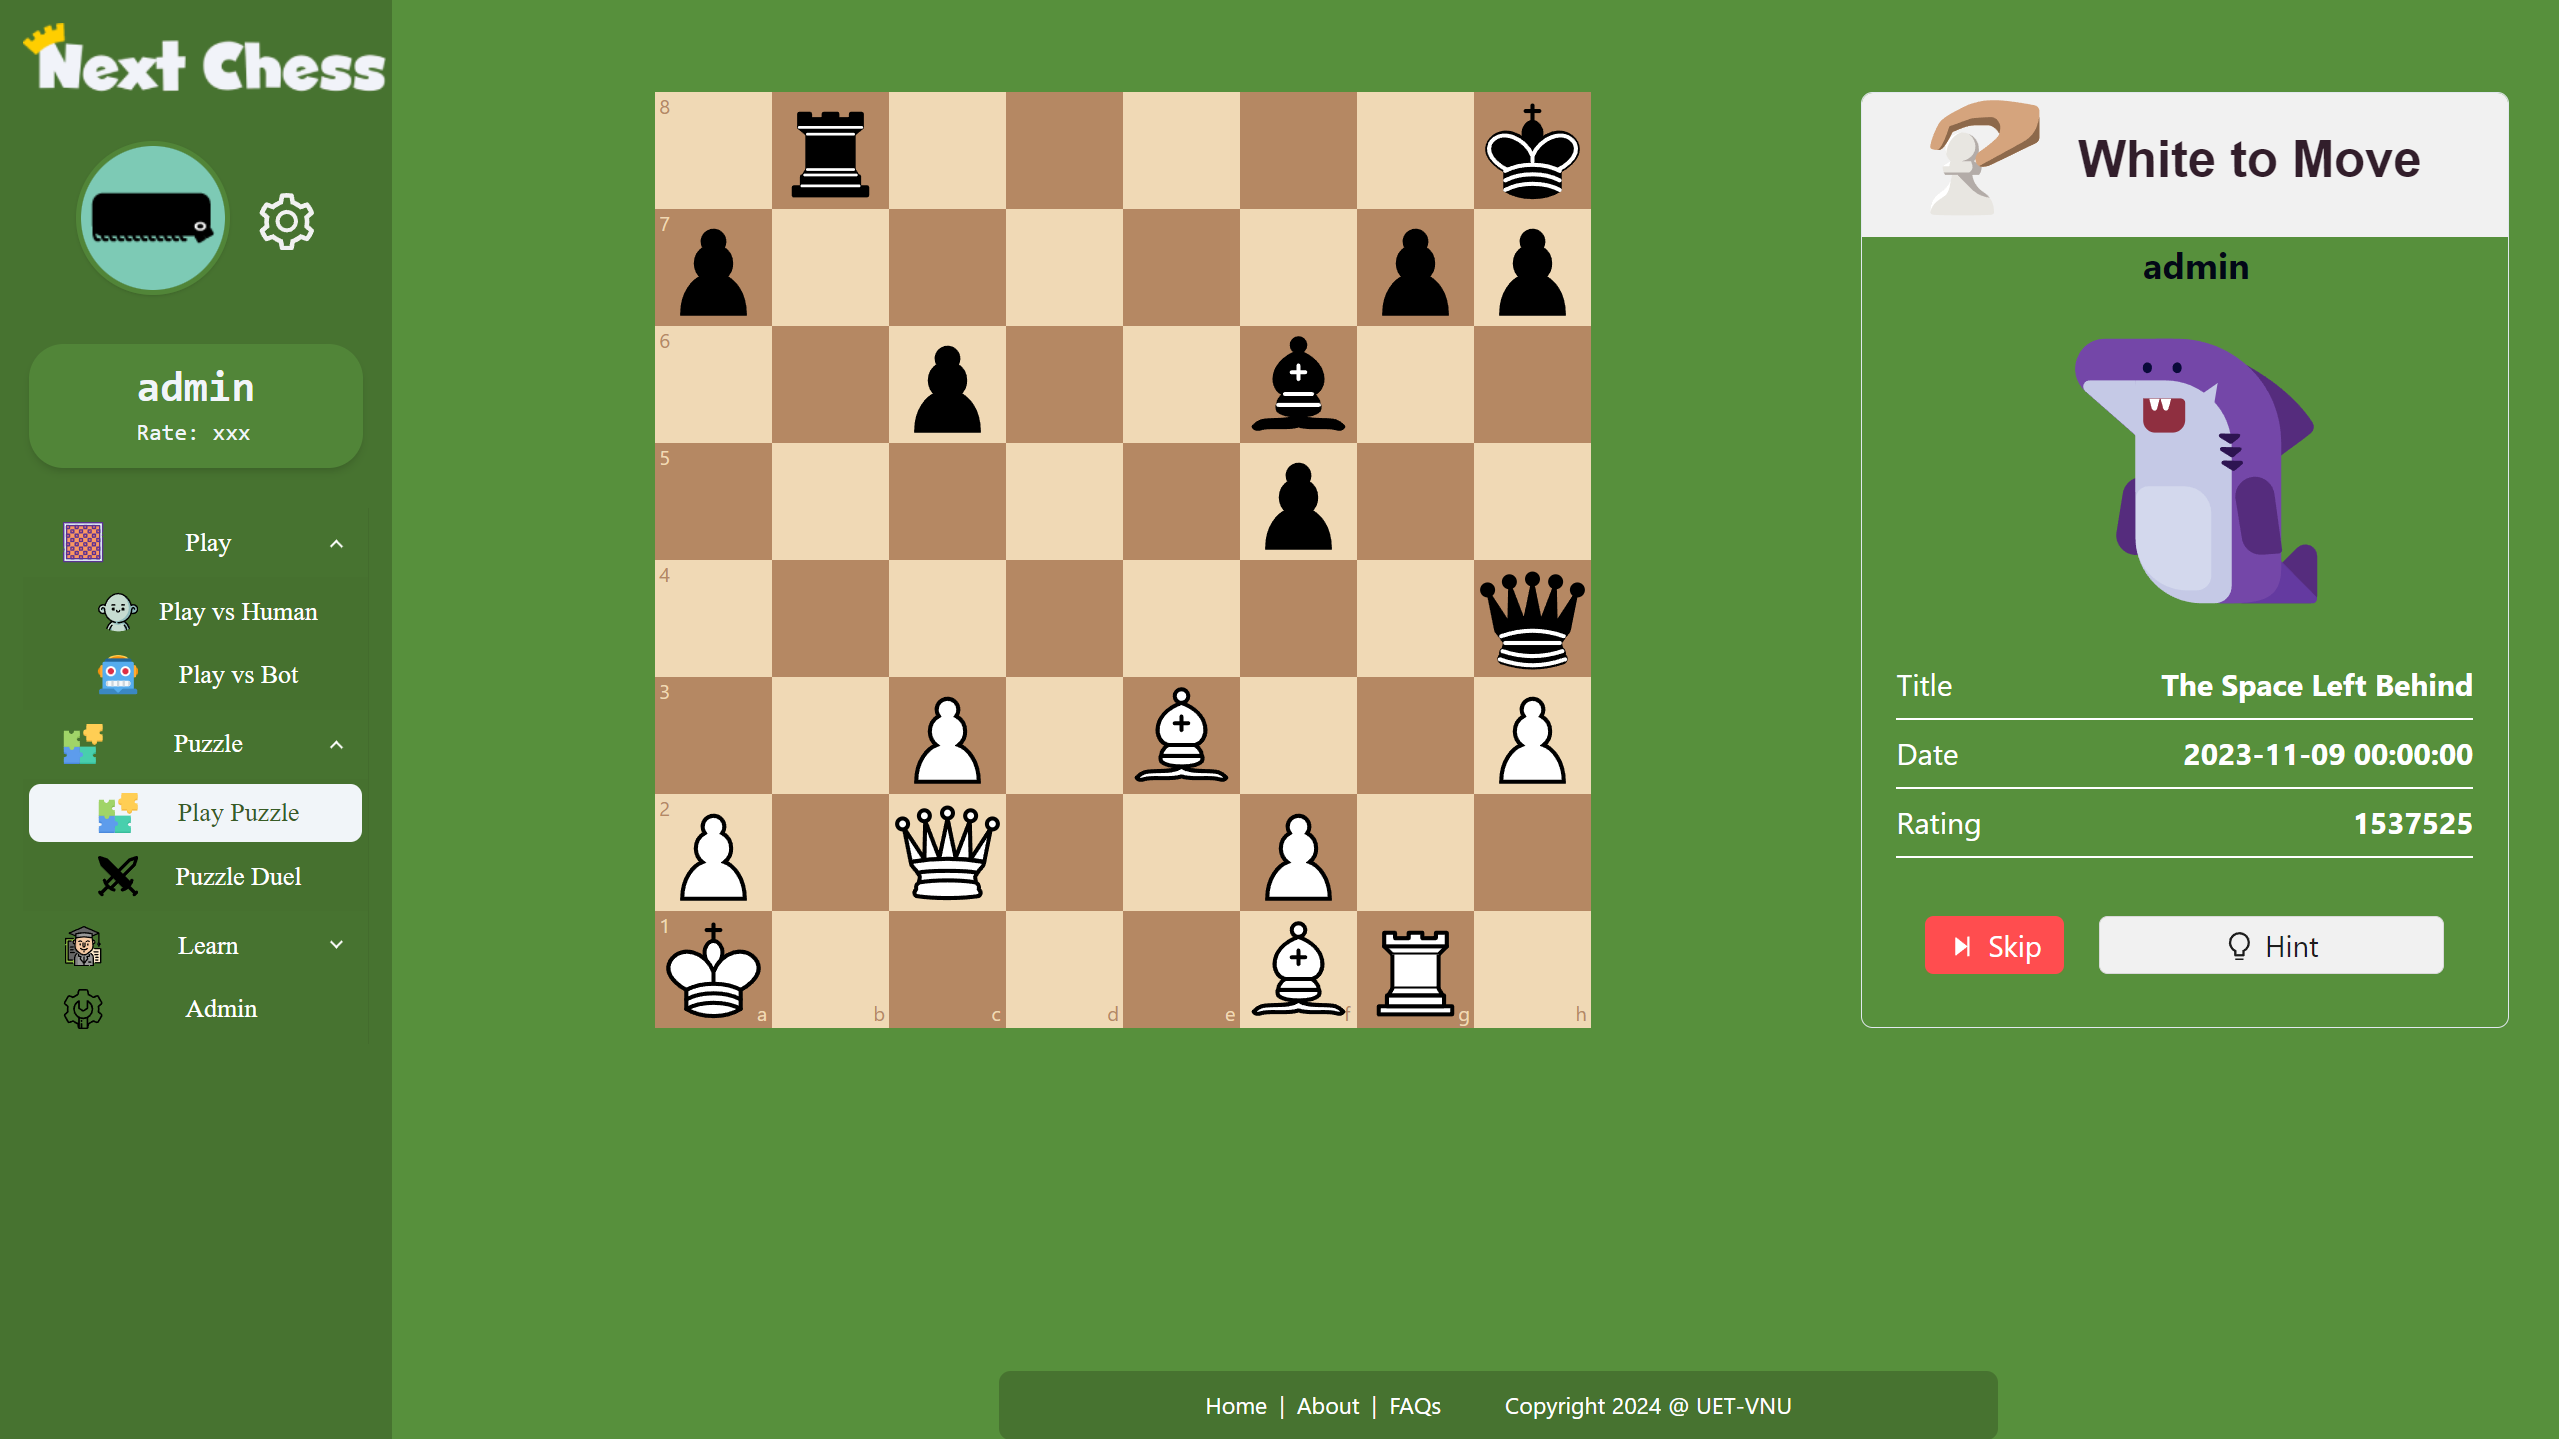 Next Chess
admin
Rate: xxx
Play
Play vs Human
Play vs Bot
Puzzle
Play Puzzle
Puzzle Duel
Learn
Admin
8
7
6
5
4
3
2
1
a b c d e f g h
White to Move
admin
Title The Space Left Behind
Date 2023-11-09 00:00:00
Rating 1537525
Skip Hint
Home | About | FAQs Copyright 2024 @ UET-VNU